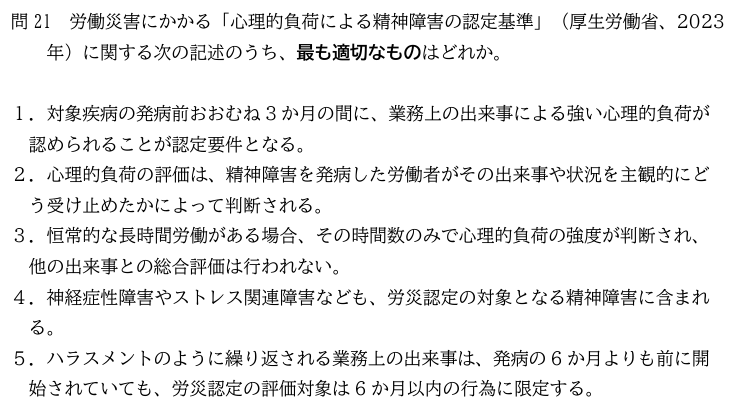 問 21　労働災害にかかる「心理的負荷による精神障害の認定基準」（厚生労働省、2023
年）に関する次の記述のうち、最も適切なものはどれか。
１．対象疾病の発病前おおむね 3 か月の間に、業務上の出来事による強い心理的負荷が
認められることが認定要件となる。
２．心理的負荷の評価は、精神障害を発病した労働者がその出来事や状況を主観的にど
う受け止めたかによって判断される。
３．恒常的な長時間労働がある場合、その時間数のみで心理的負荷の強度が判断され、
他の出来事との総合評価は行われない。
４．神経症性障害やストレス関連障害なども、労災認定の対象となる精神障害に含まれ
る。
５．ハラスメントのように繰り返される業務上の出来事は、発病の 6 か月よりも前に開
始されていても、労災認定の評価対象は 6 か月以内の行為に限定する。